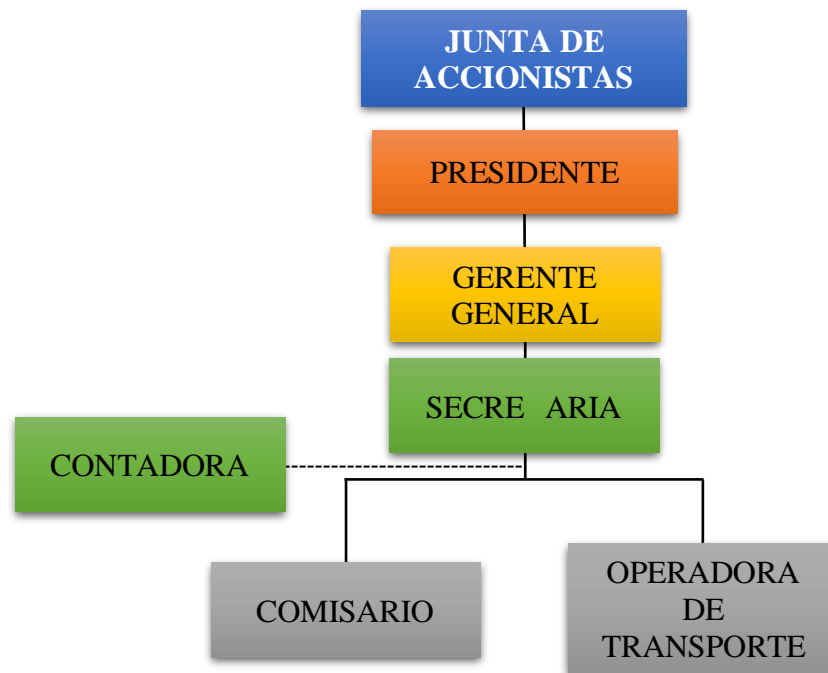 JUNTA DE
ACCIONISTAS
PRESIDENTE
GERENTE
GENERAL
SECRE ARIA
CONTADORA
COMISARIO
OPERADORA
DE
TRANSPORTE